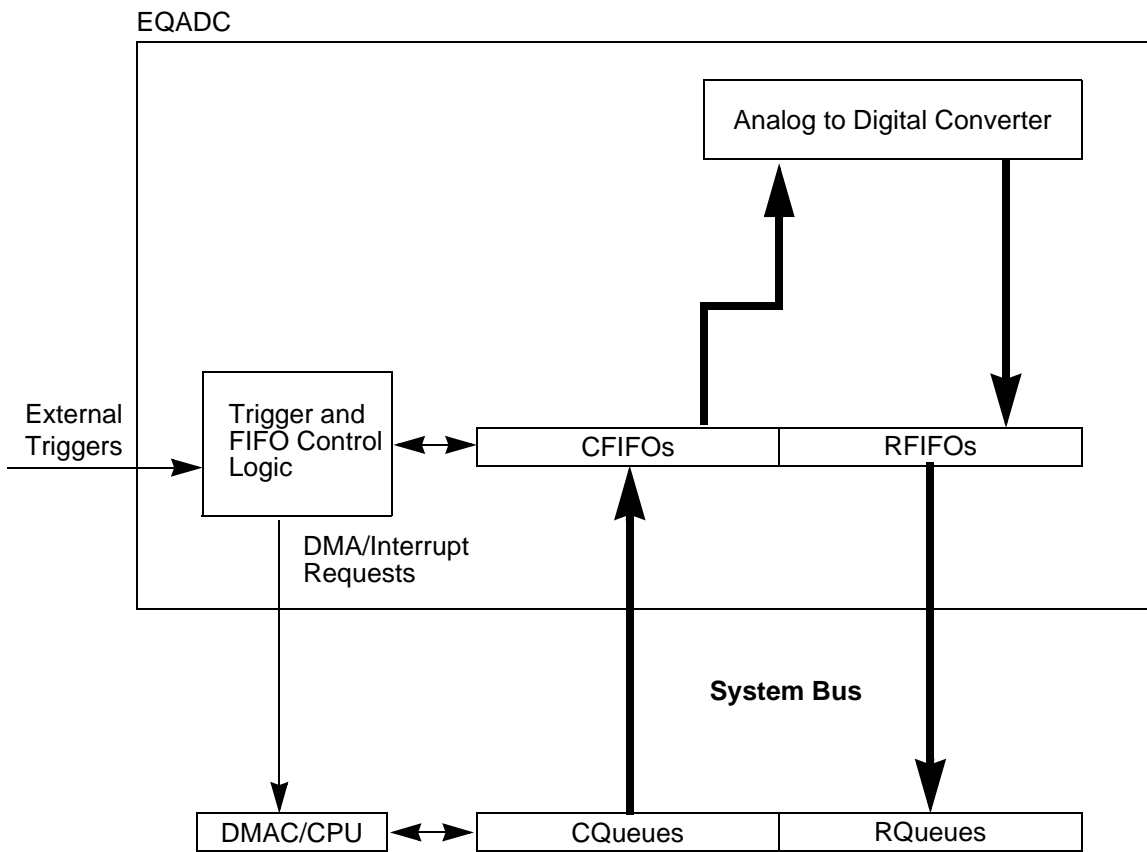 EQADC
Analog to Digital Converter
External
Triggers
Trigger and
FIFO Control
Logic
CFIFOs
RFIFOs
DMA/Interrupt
Requests
System Bus
DMAC/CPU
CQueues
RQueues